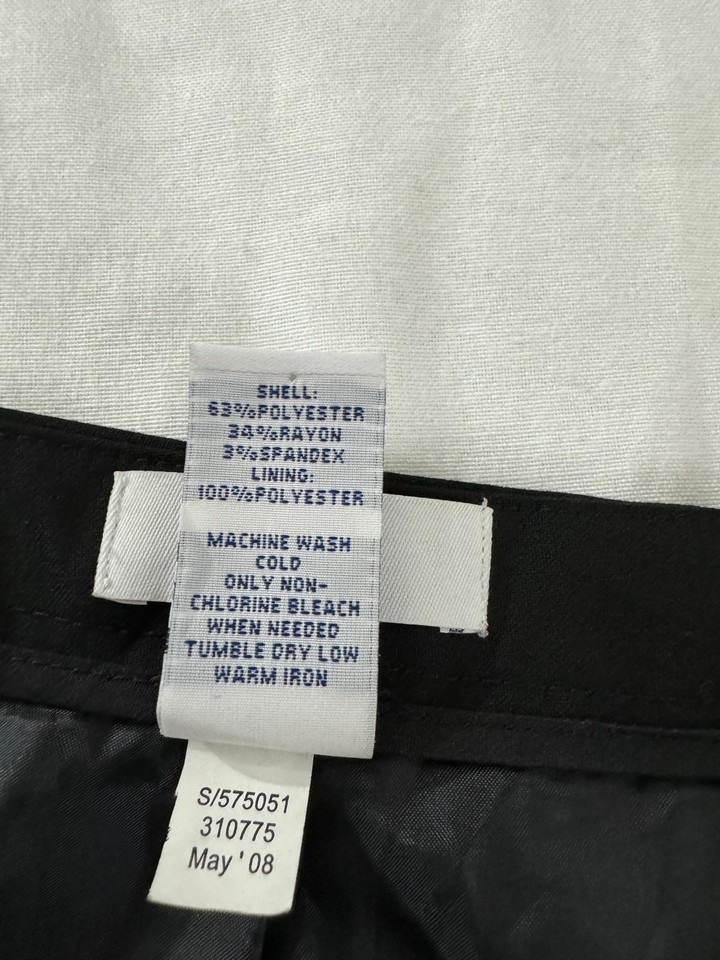 SHELL:
63%POLYESTER
34%RAYON
3%SPANDEX
LINING:
100%POLYESTER
MACHINE WASH
COLD
ONLY NON-
CHLORINE BLEACH
WHEN NEEDED
TUMBLE DRY LOW
WARM IRON
S/575051
310775
May ' 08